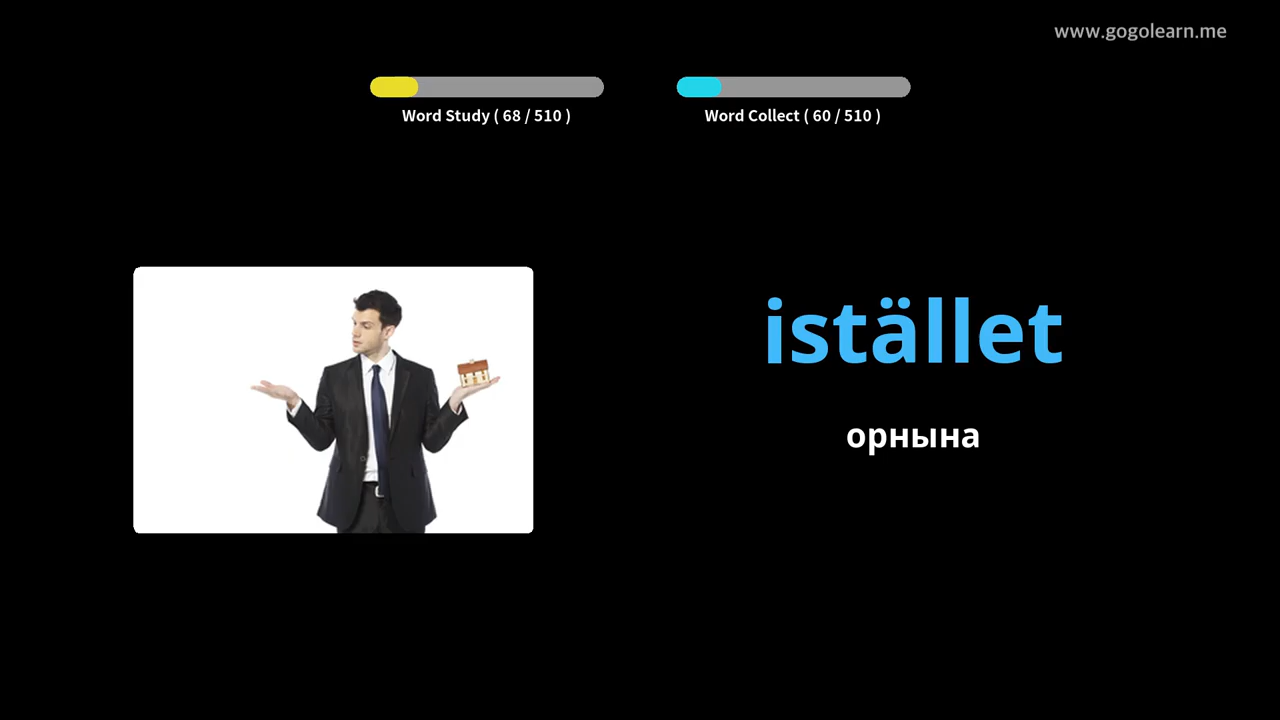 www.gogolearn.me
Word Study ( 68 / 510 )
Word Collect ( 60 / 510 )
istället
орнына